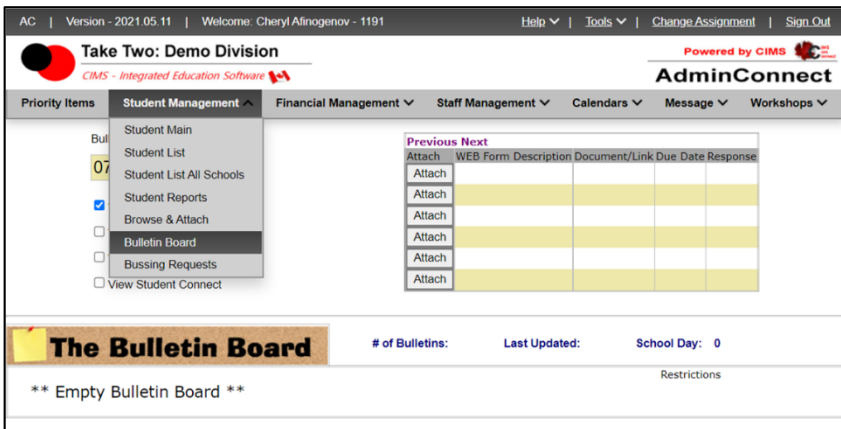 AC | Version - 2021.05.11 | Welcome: Cheryl Afinogenov - 1191 Help | Tools | Change Assignment | Sign Out
Take Two: Demo Division
Powered by CIMS
CIMS - Integrated Education Software
AdminConnect
Priority Items Student Management Financial Management Staff Management Calendars Message Workshops
Student Main
Student List
Student List All Schools
Student Reports
Browse & Attach
Bulletin Board
Bussing Requests
Bul
07
View Student Connect
Previous Next
Attach WEB Form Description Document/Link Due Date Response
Attach
Attach
Attach
Attach
Attach
Attach
The Bulletin Board # of Bulletins: Last Updated: School Day: 0
Restrictions
** Empty Bulletin Board **